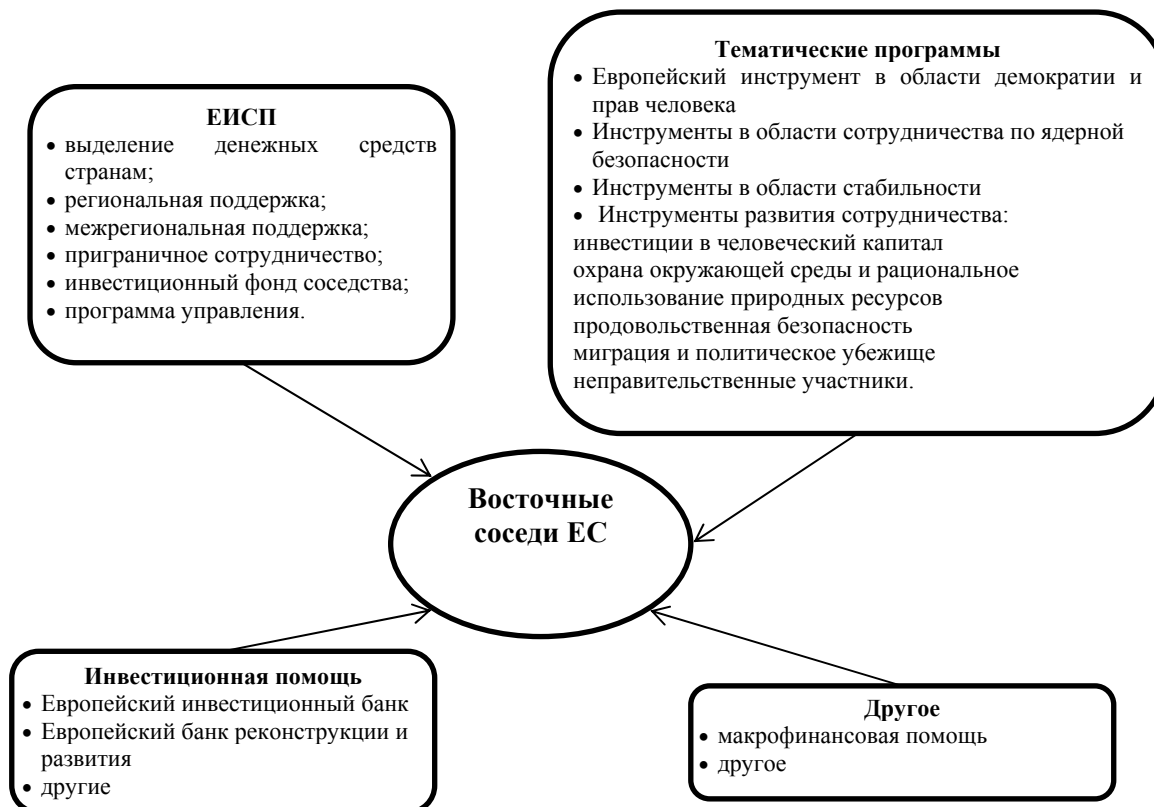 ЕИСП
• выделение денежных средств
странам;
• региональная поддержка;
• межрегиональная поддержка;
• приграничное сотрудничество;
• инвестиционный фонд соседства;
• программа управления.
Тематические программы
• Европейский инструмент в области демократии и
прав человека
• Инструменты в области сотрудничества по ядерной
безопасности
• Инструменты в области стабильности
• Инструменты развития сотрудничества:
инвестиции в человеческий капитал
охрана окружающей среды и рациональное
использование природных ресурсов
продовольственная безопасность
миграция и политическое убежище
неправительственные участники.
Восточные
соседи ЕС
Инвестиционная помощь
• Европейский инвестиционный банк
• Европейский банк реконструкции и
развития
• другие
Другое
• макрофинансовая помощь
• другое